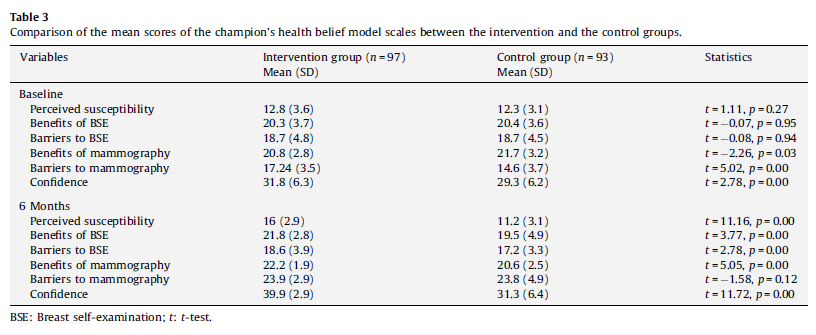 Table 3
Comparison of the mean scores of the champion's health belief model scales between the intervention and the control groups.
Variables Intervention group (n = 97) Control group (n = 93) Statistics
Mean (SD) Mean (SD)
Baseline
Perceived susceptibility 12.8 (3.6) 12.3 (3.1) t = 1.11, p = 0.27
Benefits of BSE 20.3 (3.7) 20.4 (3.6) t = −0.07, p = 0.95
Barriers to BSE 18.7 (4.8) 18.7 (4.5) t = −0.08, p = 0.94
Benefits of mammography 20.8 (2.8) 21.7 (3.2) t = −2.26, p = 0.03
Barriers to mammography 17.24 (3.5) 14.6 (3.7) t = 5.02, p = 0.00
Confidence 31.8 (6.3) 29.3 (6.2) t = 2.78, p = 0.00
6 Months
Perceived susceptibility 16 (2.9) 11.2 (3.1) t = 11.16, p = 0.00
Benefits of BSE 21.8 (2.8) 19.5 (4.9) t = 3.77, p = 0.00
Barriers to BSE 18.6 (3.9) 17.2 (3.3) t = 2.78, p = 0.00
Benefits of mammography 22.2 (1.9) 20.6 (2.5) t = 5.05, p = 0.00
Barriers to mammography 23.9 (2.9) 23.8 (4.9) t = −1.58, p = 0.12
Confidence 39.9 (2.9) 31.3 (6.4) t = 11.72, p = 0.00
BSE: Breast self-examination; t: t-test.